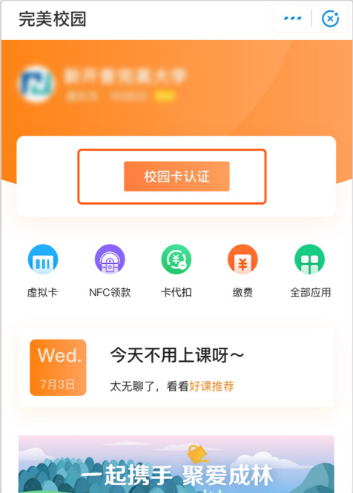 完美校园
校园卡认证
虚拟卡
NFC领款
卡代扣
缴费
全部应用
Wed.
7月3日
今天不用上课呀～
太无聊了，看看好课推荐
一起携手 聚爱成林